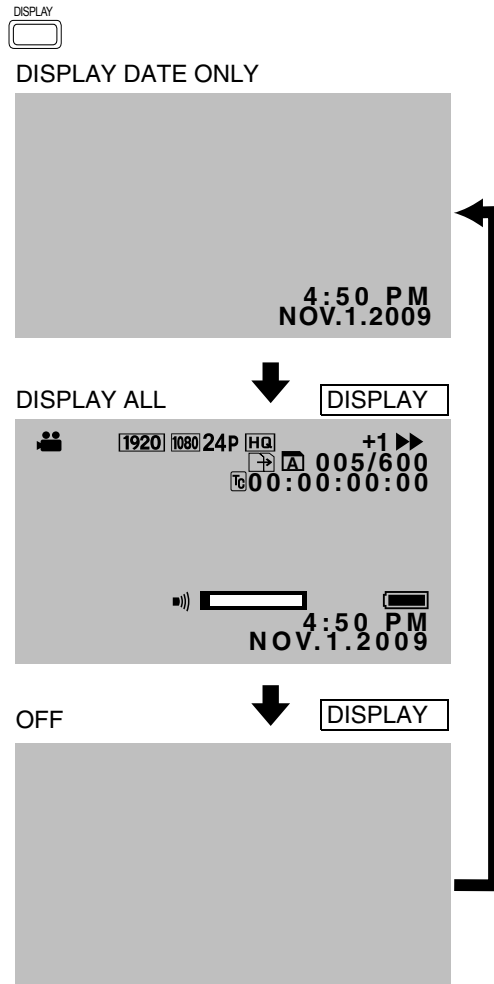 DISPLAY
DISPLAY DATE ONLY
4:50 PM
NOV.1.2009
DISPLAY ALL
DISPLAY
1920 1080 24P HQ +1
A 005/600
Tc 00:00:00:00
4:50 PM
NOV.1.2009
OFF
DISPLAY